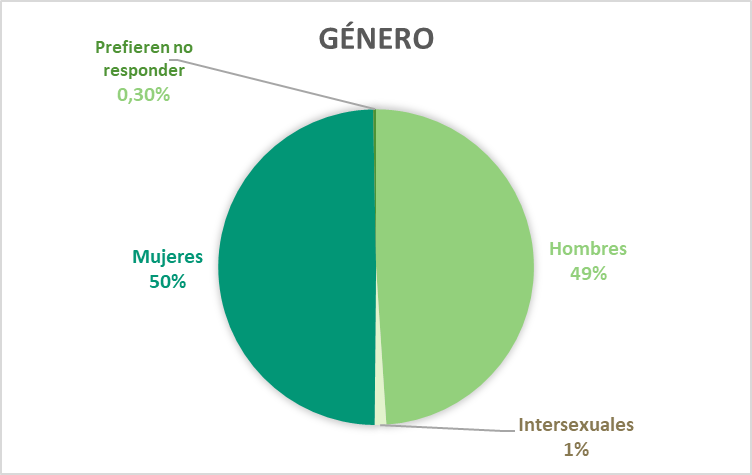 GÉNERO
Prefieren no
responder
0,30%
Mujeres
50%
Hombres
49%
Intersexuales
1%